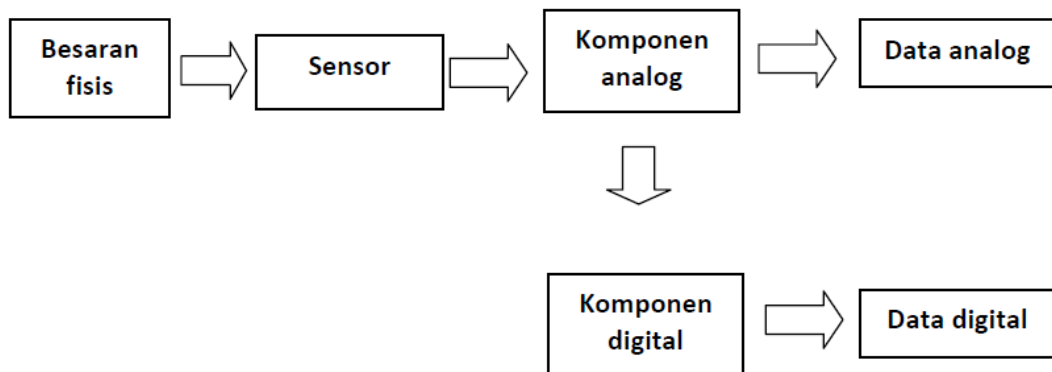 Besaran
fisis
Sensor
Komponen
analog
Data analog
Komponen
digital
Data digital